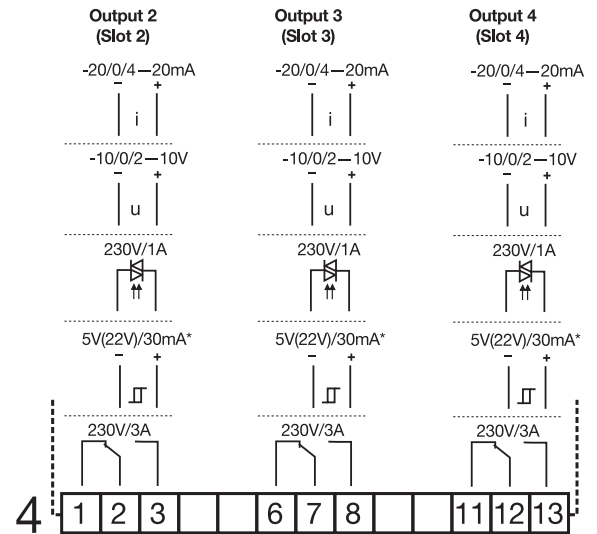 Output 2 Output 3 Output 4
(Slot 2) (Slot 3) (Slot 4)
-20/0/4—20mA -20/0/4—20mA -20/0/4—20mA
− + − + − +
i i i
-10/0/2—10V -10/0/2—10V -10/0/2—10V
− + − + − +
u u u
230V/1A 230V/1A 230V/1A
5V(22V)/30mA* 5V(22V)/30mA* 5V(22V)/30mA*
− + − + − +
230V/3A 230V/3A 230V/3A
4 1 2 3 6 7 8 11 12 13